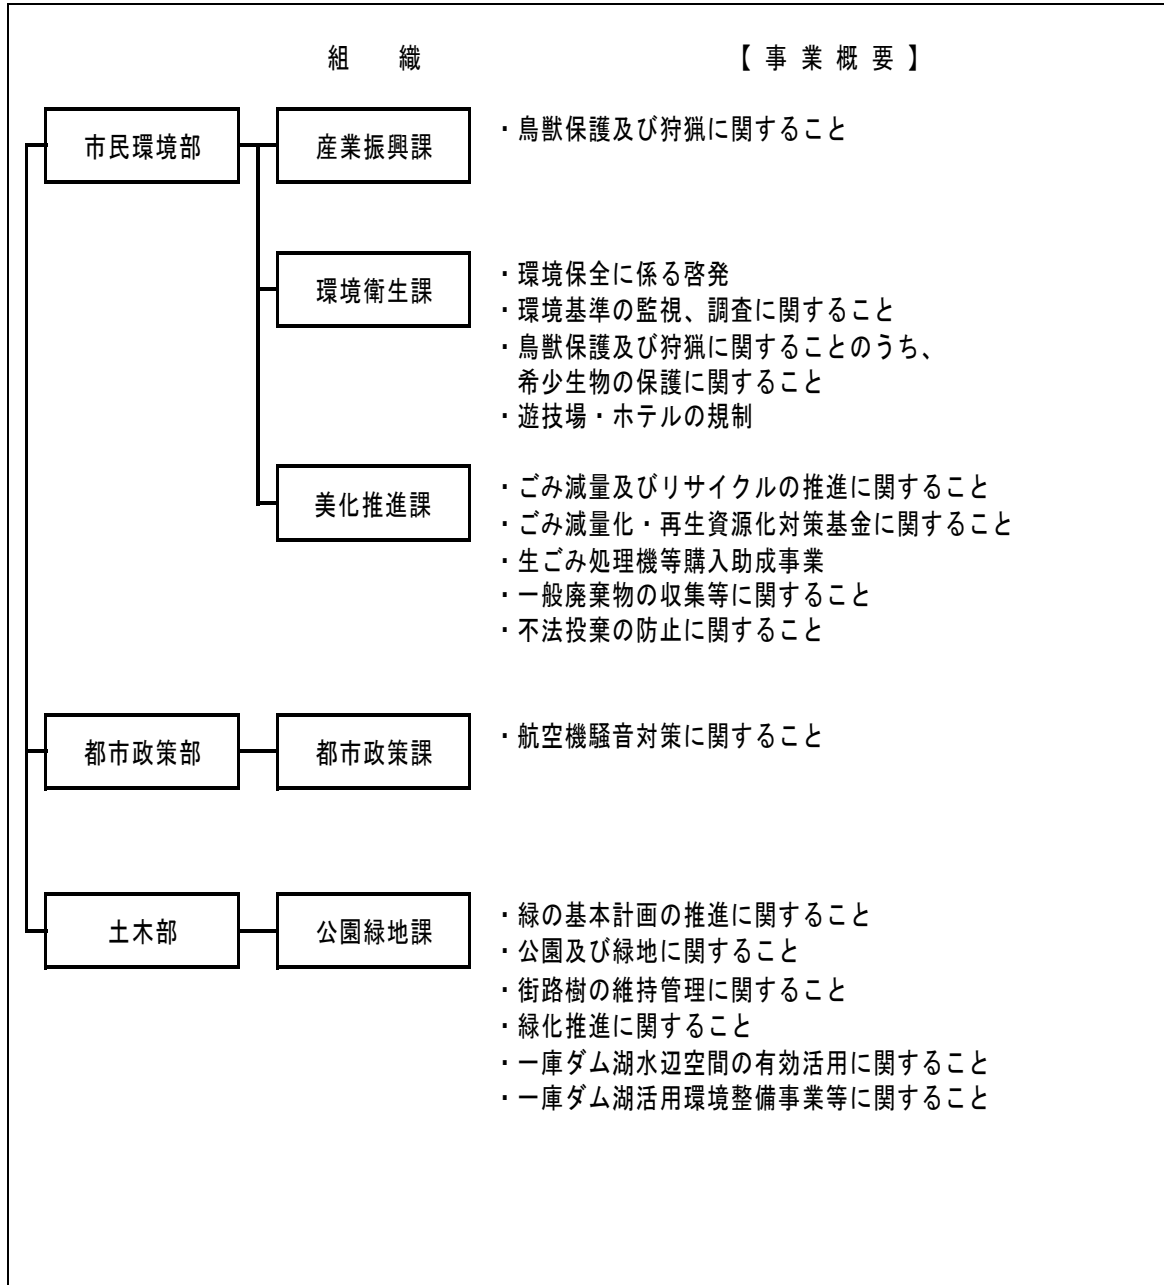 組　織　【事業概要】
市民環境部　産業振興課　・鳥獣保護及び狩猟に関すること
環境衛生課　・環境保全に係る啓発
・環境基準の監視、調査に関すること
・鳥獣保護及び狩猟に関することのうち、
希少生物の保護に関すること
・遊技場・ホテルの規制
美化推進課　・ごみ減量及びリサイクルの推進に関すること
・ごみ減量化・再生資源化対策基金に関すること
・生ごみ処理機等購入助成事業
・一般廃棄物の収集等に関すること
・不法投棄の防止に関すること
都市政策部　都市政策課　・航空機騒音対策に関すること
土木部　公園緑地課　・緑の基本計画の推進に関すること
・公園及び緑地に関すること
・街路樹の維持管理に関すること
・緑化推進に関すること
・一庫ダム湖水辺空間の有効活用に関すること
・一庫ダム湖活用環境整備事業等に関すること